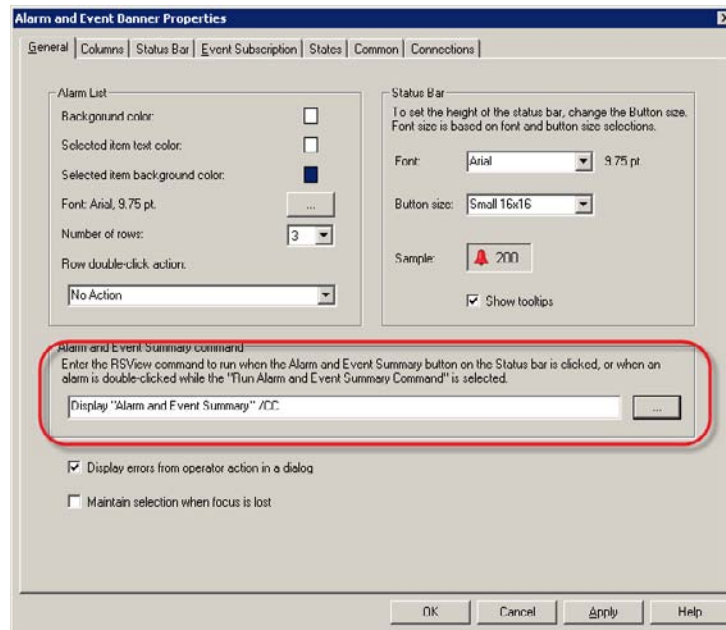 Alarm and Event Banner Properties
General Columns Status Bar Event Subscription States Common Connections
Alarm List
Background color:
Selected item text color:
Selected item background color:
Font: Arial, 9.75 pt.
...
Number of rows:
3
Row double-click action:
No Action
Status Bar
To set the height of the status bar, change the Button size.
Font size is based on font and button size selections.
Font:
Arial
9.75 pt.
Button size:
Small 16x16
Sample:
200
Show tooltips
Alarm and Event Summary command
Enter the RSView command to run when the Alarm and Event Summary button on the Status bar is clicked, or when an
alarm is double-clicked while the "Run Alarm and Event Summary Command" is selected.
Display "Alarm and Event Summary" /CC
...
Display errors from operator action in a dialog
Maintain selection when focus is lost
OK Cancel Apply Help